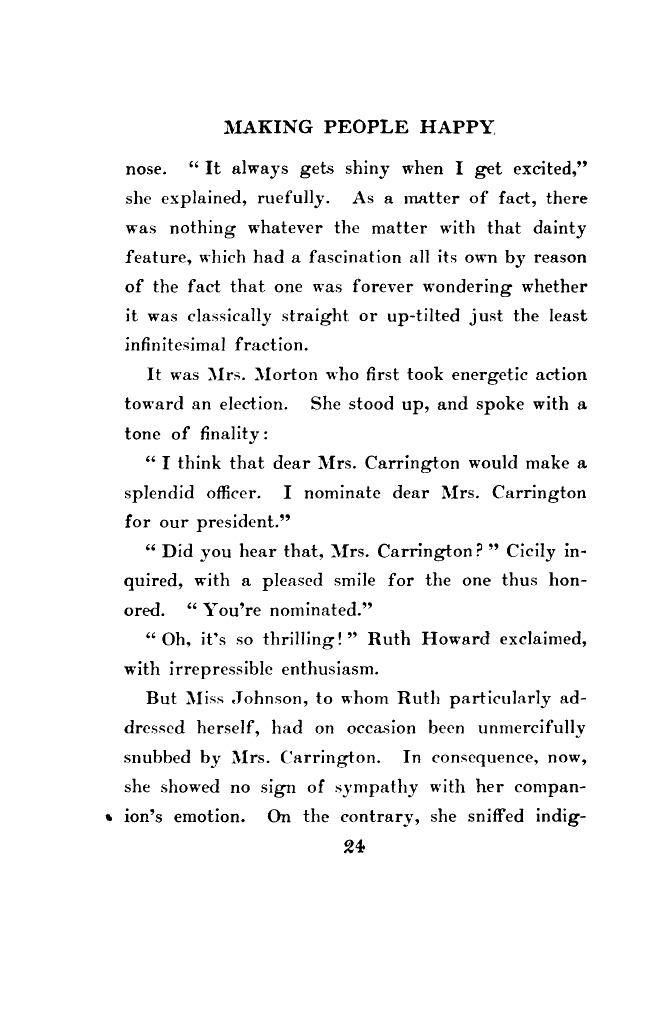 MAKING PEOPLE HAPPY
nose. “ It always gets shiny when I get excited,”
she explained, ruefully. As a matter of fact, there
was nothing whatever the matter with that dainty
feature, which had a fascination all its own by reason
of the fact that one was forever wondering whether
it was classically straight or up-tilted just the least
infinitesimal fraction.
It was Mrs. Morton who first took energetic action
toward an election. She stood up, and spoke with a
tone of finality:
“ I think that dear Mrs. Carrington would make a
splendid officer. I nominate dear Mrs. Carrington
for our president.”
“ Did you hear that, Mrs. Carrington? ” Cicily in-
quired, with a pleased smile for the one thus hon-
ored. “ You’re nominated.”
“ Oh, it’s so thrilling! ” Ruth Howard exclaimed,
with irrepressible enthusiasm.
But Miss Johnson, to whom Ruth particularly ad-
dressed herself, had on occasion been unmercifully
snubbed by Mrs. Carrington. In consequence, now,
she showed no sign of sympathy with her compan-
ion’s emotion. On the contrary, she sniffed indig-
24